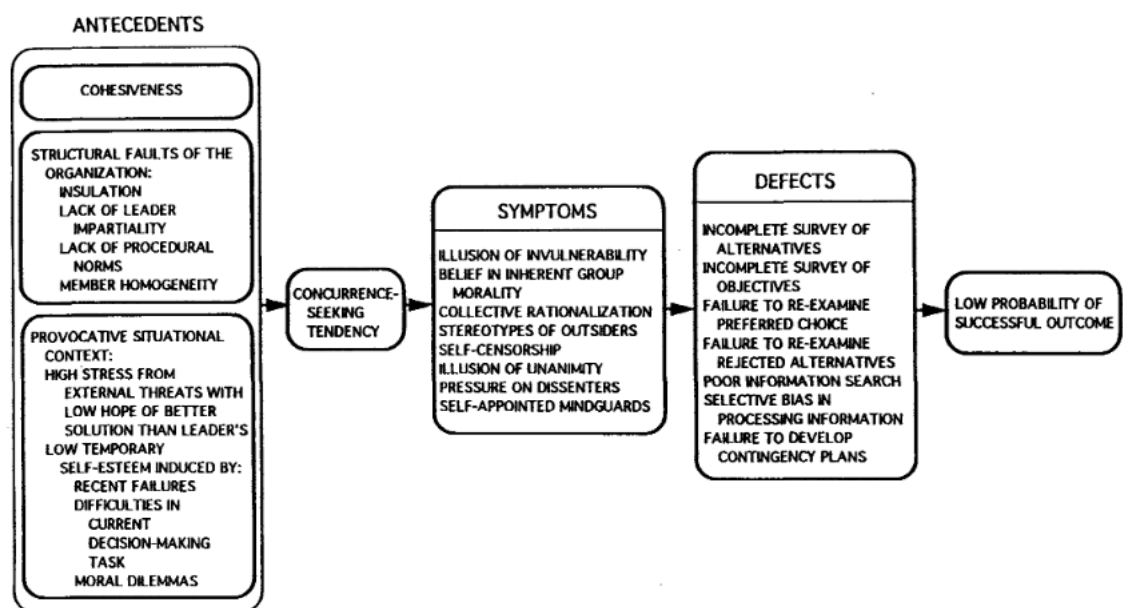 ANTECEDENTS
COHESIVENESS
STRUCTURAL FAULTS OF THE
ORGANIZATION:
INSULATION
LACK OF LEADER
IMPARTIALITY
LACK OF PROCEDURAL
NORMS
MEMBER HOMOGENEITY
PROVOCATIVE SITUATIONAL
CONTEXT:
HIGH STRESS FROM
EXTERNAL THREATS WITH
LOW HOPE OF BETTER
SOLUTION THAN LEADER'S
LOW TEMPORARY
SELF-ESTEEM INDUCED BY:
RECENT FAILURES
DIFFICULTIES IN
CURRENT
DECISION-MAKING
TASK
MORAL DILEMMAS
CONCURRENCE-
SEEKING
TENDENCY
SYMPTOMS
ILLUSION OF INVULNERABILITY
BELIEF IN INHERENT GROUP
MORALITY
COLLECTIVE RATIONALIZATION
STEREOTYPES OF OUTSIDERS
SELF-CENSORSHIP
ILLUSION OF UNANIMITY
PRESSURE ON DISSENTERS
SELF-APPOINTED MINDGUARDS
DEFECTS
INCOMPLETE SURVEY OF
ALTERNATIVES
INCOMPLETE SURVEY OF
OBJECTIVES
FAILURE TO RE-EXAMINE
PREFERRED CHOICE
FAILURE TO RE-EXAMINE
REJECTED ALTERNATIVES
POOR INFORMATION SEARCH
SELECTIVE BIAS IN
PROCESSING INFORMATION
FAILURE TO DEVELOP
CONTINGENCY PLANS
LOW PROBABILITY OF
SUCCESSFUL OUTCOME